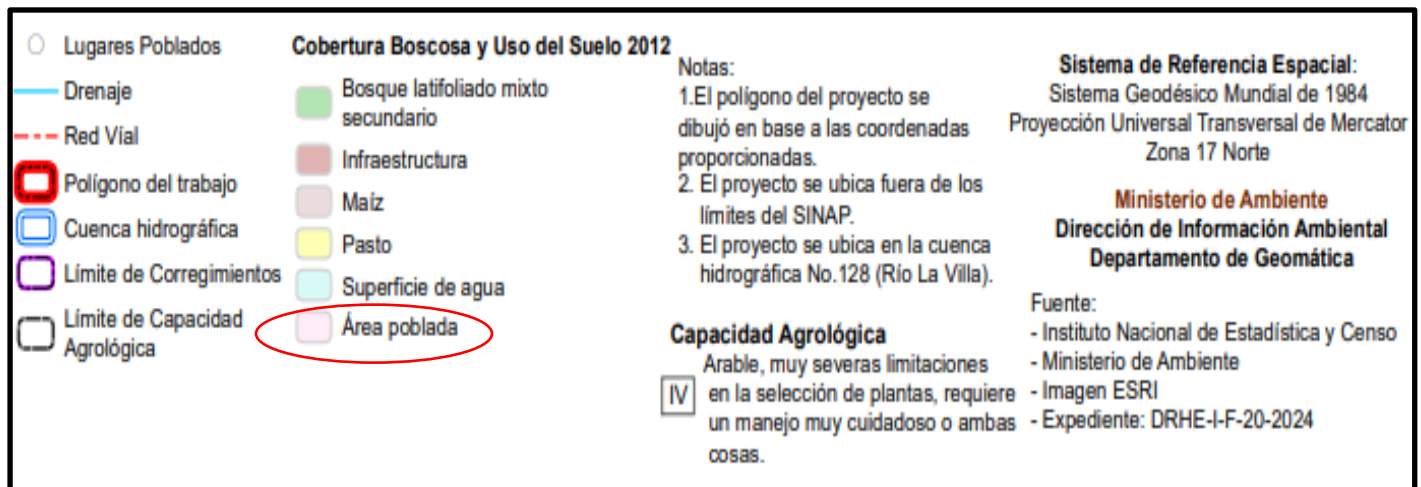 Lugares Poblados
Drenaje
Red Víal
Polígono del trabajo
Cuenca hidrográfica
Límite de Corregimientos
Límite de Capacidad
Agrológica
Cobertura Boscosa y Uso del Suelo 2012
Bosque latifoliado mixto
secundario
Infraestructura
Maíz
Pasto
Superficie de agua
Área poblada
Notas:
1.El polígono del proyecto se
dibujó en base a las coordenadas
proporcionadas.
2. El proyecto se ubica fuera de los
límites del SINAP.
3. El proyecto se ubica en la cuenca
hidrográfica No.128 (Río La Villa).
Capacidad Agrológica
Arable, muy severas limitaciones
IV en la selección de plantas, requiere
un manejo muy cuidadoso o ambas
cosas.
Sistema de Referencia Espacial:
Sistema Geodésico Mundial de 1984
Proyección Universal Transversal de Mercator
Zona 17 Norte
Ministerio de Ambiente
Dirección de Información Ambiental
Departamento de Geomática
Fuente:
- Instituto Nacional de Estadística y Censo
- Ministerio de Ambiente
- Imagen ESRI
- Expediente: DRHE-I-F-20-2024